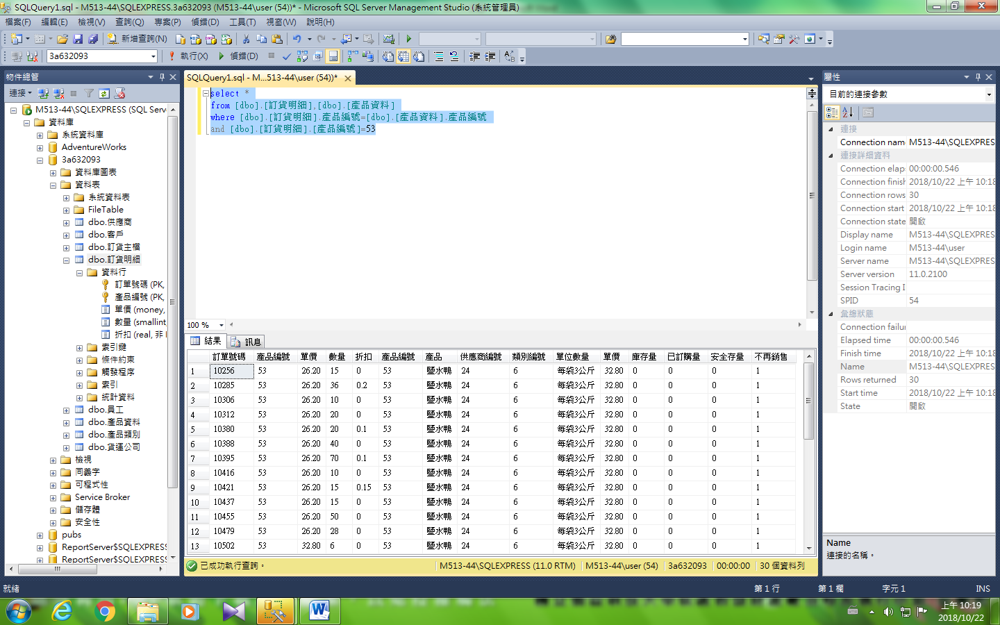 SQLQuery1.sql - M513-44\SQLEXPRESS.3a632093 (M513-44\user (54))* - Microsoft SQL Server Management Studio (系統管理員)
檔案(F) 編輯(E) 檢視(V) 查詢(Q) 專案(P) 偵錯(D) 工具(T) 視窗(W) 說明(H)
新增查詢(N)
3a632093 執行(X) 偵錯(D)
物件總管
連接
M513-44\SQLEXPRESS (SQL Serv
資料庫
系統資料庫
AdventureWorks
3a632093
資料庫圖表
資料表
系統資料表
FileTable
dbo.供應商
dbo.客戶
dbo.訂貨主檔
dbo.訂貨明細
資料行
訂單號碼 (PK,
產品編號 (PK,
單價 (money,
數量 (smallint,
折扣 (real, 非
索引鍵
條件約束
觸發程序
索引
統計資料
dbo.員工
dbo.產品資料
dbo.產品類別
dbo.貨運公司
檢視
同義字
可程式性
Service Broker
儲存體
安全性
pubs
ReportServer$SQLEXPRESS
ReportServer$SQLEXPRESS
SQLQuery1.sql - M...513-44\user (54))*
select *
from [dbo].[訂貨明細],[dbo].[產品資料]
where [dbo].[訂貨明細].產品編號=[dbo].[產品資料].產品編號
and [dbo].[訂貨明細].[產品編號]=53
100 %
結果 訊息
訂單號碼 產品編號 單價 數量 折扣 產品編號 產品 供應商編號 類別編號 單位數量 單價 庫存量 已訂購量 安全存量 不再銷售
1 10256 53 26.20 15 0 53 鹽水鴨 24 6 每袋3公斤 32.80 0 0 0 1
2 10285 53 26.20 36 0.2 53 鹽水鴨 24 6 每袋3公斤 32.80 0 0 0 1
3 10306 53 26.20 10 0 53 鹽水鴨 24 6 每袋3公斤 32.80 0 0 0 1
4 10312 53 26.20 20 0 53 鹽水鴨 24 6 每袋3公斤 32.80 0 0 0 1
5 10380 53 26.20 20 0.1 53 鹽水鴨 24 6 每袋3公斤 32.80 0 0 0 1
6 10388 53 26.20 40 0 53 鹽水鴨 24 6 每袋3公斤 32.80 0 0 0 1
7 10395 53 26.20 70 0.1 53 鹽水鴨 24 6 每袋3公斤 32.80 0 0 0 1
8 10416 53 26.20 10 0 53 鹽水鴨 24 6 每袋3公斤 32.80 0 0 0 1
9 10421 53 26.20 15 0.15 53 鹽水鴨 24 6 每袋3公斤 32.80 0 0 0 1
10 10437 53 26.20 15 0 53 鹽水鴨 24 6 每袋3公斤 32.80 0 0 0 1
11 10455 53 26.20 50 0 53 鹽水鴨 24 6 每袋3公斤 32.80 0 0 0 1
12 10479 53 26.20 28 0 53 鹽水鴨 24 6 每袋3公斤 32.80 0 0 0 1
13 10502 53 32.80 6 0 53 鹽水鴨 24 6 每袋3公斤 32.80 0 0 0 1
已成功執行查詢。 M513-44\SQLEXPRESS (11.0 RTM) M513-44\user (54) 3a632093 00:00:00 30 個資料列
屬性
目前的連接參數
連接
Connection nam M513-44\SQLEXPRES
連接詳細資料
Connection elap 00:00:00.546
Connection finish 2018/10/22 上午 10:18
Connection rows 30
Connection start 2018/10/22 上午 10:18
Connection state 開啟
Display name M513-44\SQLEXPRES
Login name M513-44\user
Server name M513-44\SQLEXPRES
Server version 11.0.2100
Session Tracing I
SPID 54
彙總狀態
Connection failur
Elapsed time 00:00:00.546
Finish time 2018/10/22 上午 10:18
Name M513-44\SQLEXPRES
Rows returned 30
Start time 2018/10/22 上午 10:18
State 開啟
Name
連接的名稱。
就緒 第 1 行 第 1 欄 字元 1 INS
上午 10:19
2018/10/22